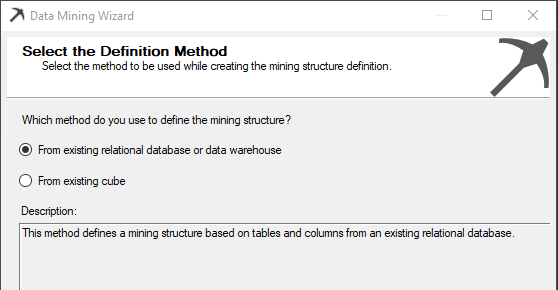 Data Mining Wizard
Select the Definition Method
Select the method to be used while creating the mining structure definition.
Which method do you use to define the mining structure?
From existing relational database or data warehouse
From existing cube
Description:
This method defines a mining structure based on tables and columns from an existing relational database.